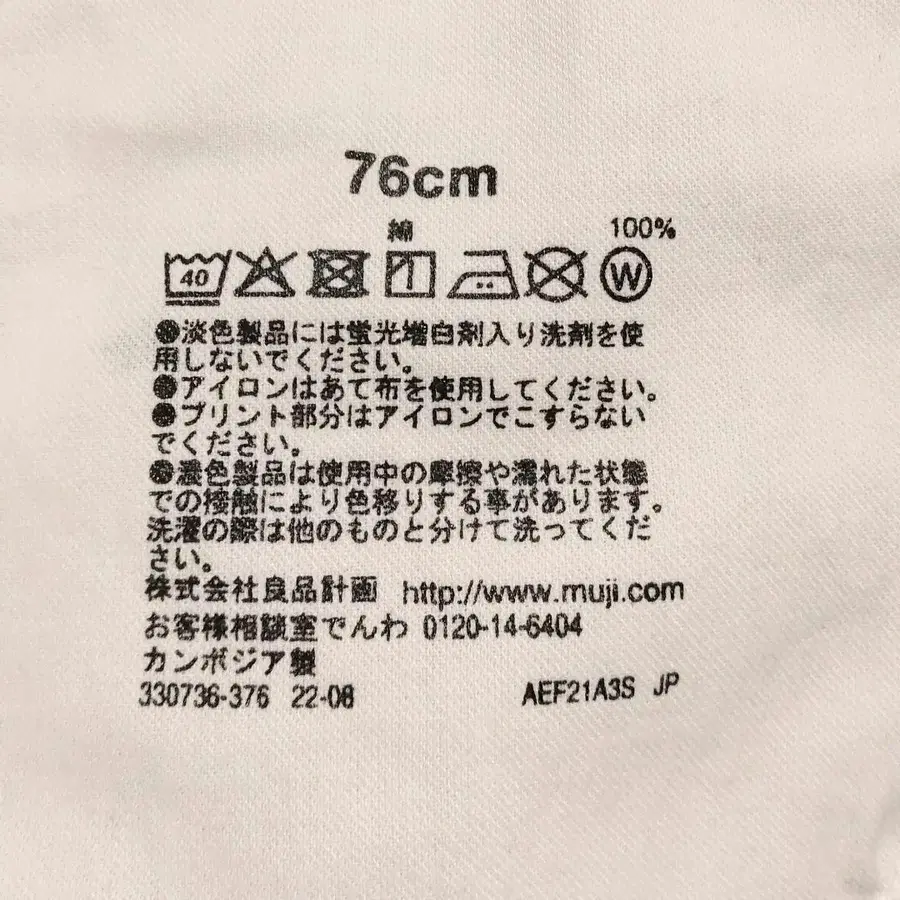 76cm
綿 100%
40 W
●淡色製品には蛍光増白剤入り洗剤を使
用しないでください。
●アイロンはあて布を使用してください。
●プリント部分はアイロンでこすらない
でください。
●濃色製品は使用中の摩擦や濡れた状態
での接触により色移りする事があります。
洗濯の際は他のものと分けて洗ってくだ
さい。
株式会社良品計画 http://www.muji.com
お客様相談室でんわ 0120-14-6404
カンボジア製
330736-376 22-08 AEF21A3S JP